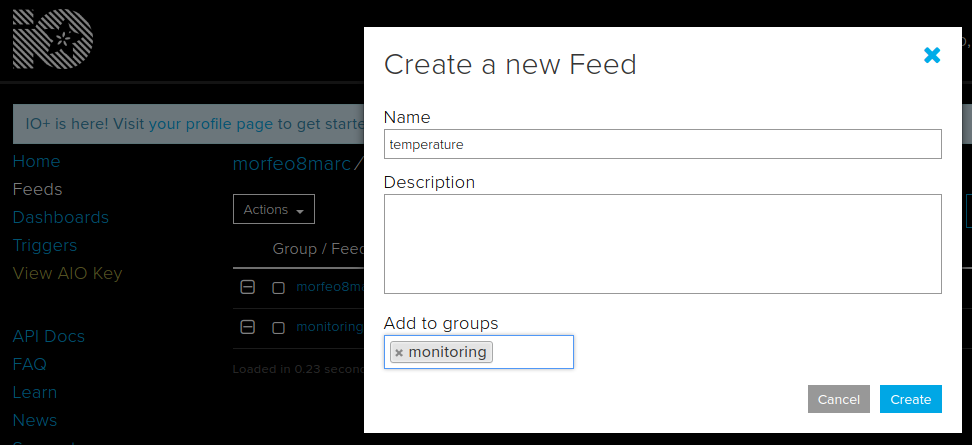 iO
IO+ is here! Visit your profile page to get starte
Home
Feeds
Dashboards
Triggers
View AIO Key
API Docs
FAQ
Learn
News
morfeo8marc /
Actions
Group / Feed
morfeo8ma
monitoring
Loaded in 0.23 second
Create a new Feed
Name
temperature
Description
Add to groups
× monitoring
Cancel
Create